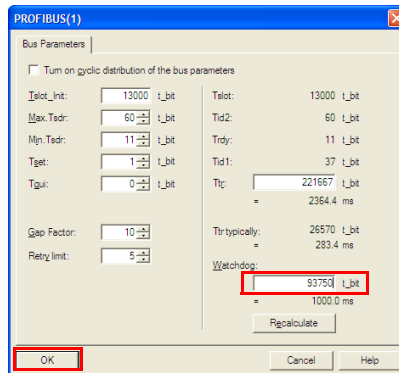 PROFIBUS(1)
Bus Parameters
Turn on cyclic distribution of the bus parameters
Tslot_Init: 13000 t_bit
Max.Tsdr: 60 t_bit
Min.Tsdr: 11 t_bit
Tset: 1 t_bit
Tqui: 0 t_bit
Gap Factor: 10
Retry limit: 5
Tslot: 13000 t_bit
Tid2: 60 t_bit
Trdy: 11 t_bit
Tid1: 37 t_bit
Ttr: 221667 t_bit
= 2364.4 ms
Ttr typically: 26570 t_bit
= 283.4 ms
Watchdog:
93750 t_bit
= 1000.0 ms
Recalculate
OK Cancel Help